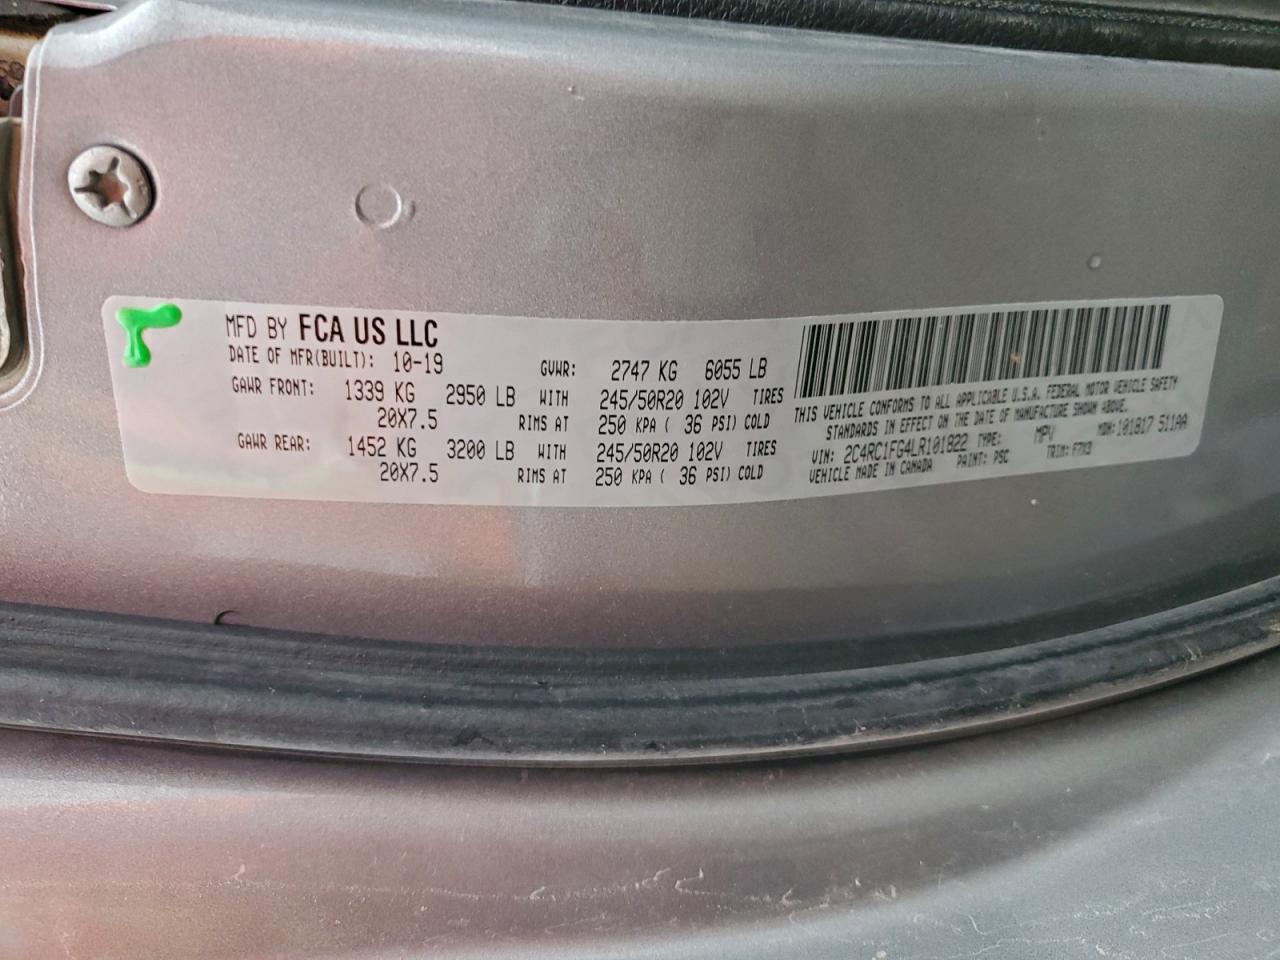 MFD BY FCA US LLC
DATE OF MFR(BUILT): 10-19 GVWR: 2747 KG 6055 LB
GAWR FRONT: 1339 KG 2950 LB WITH 245/50R20 102V TIRES
20X7.5 RIMS AT 250 KPA ( 36 PSI) COLD
GAWR REAR: 1452 KG 3200 LB WITH 245/50R20 102V TIRES
20X7.5 RIMS AT 250 KPA ( 36 PSI) COLD
THIS VEHICLE CONFORMS TO ALL APPLICABLE U.S.A. FEDERAL MOTOR VEHICLE SAFETY
STANDARDS IN EFFECT ON THE DATE OF MANUFACTURE SHOWN ABOVE.
VIN: 2C4RC1FG4LR101822 TYPE: MPV MDH: 101817 511AA
VEHICLE MADE IN CANADA PAINT: PSC TRIM: